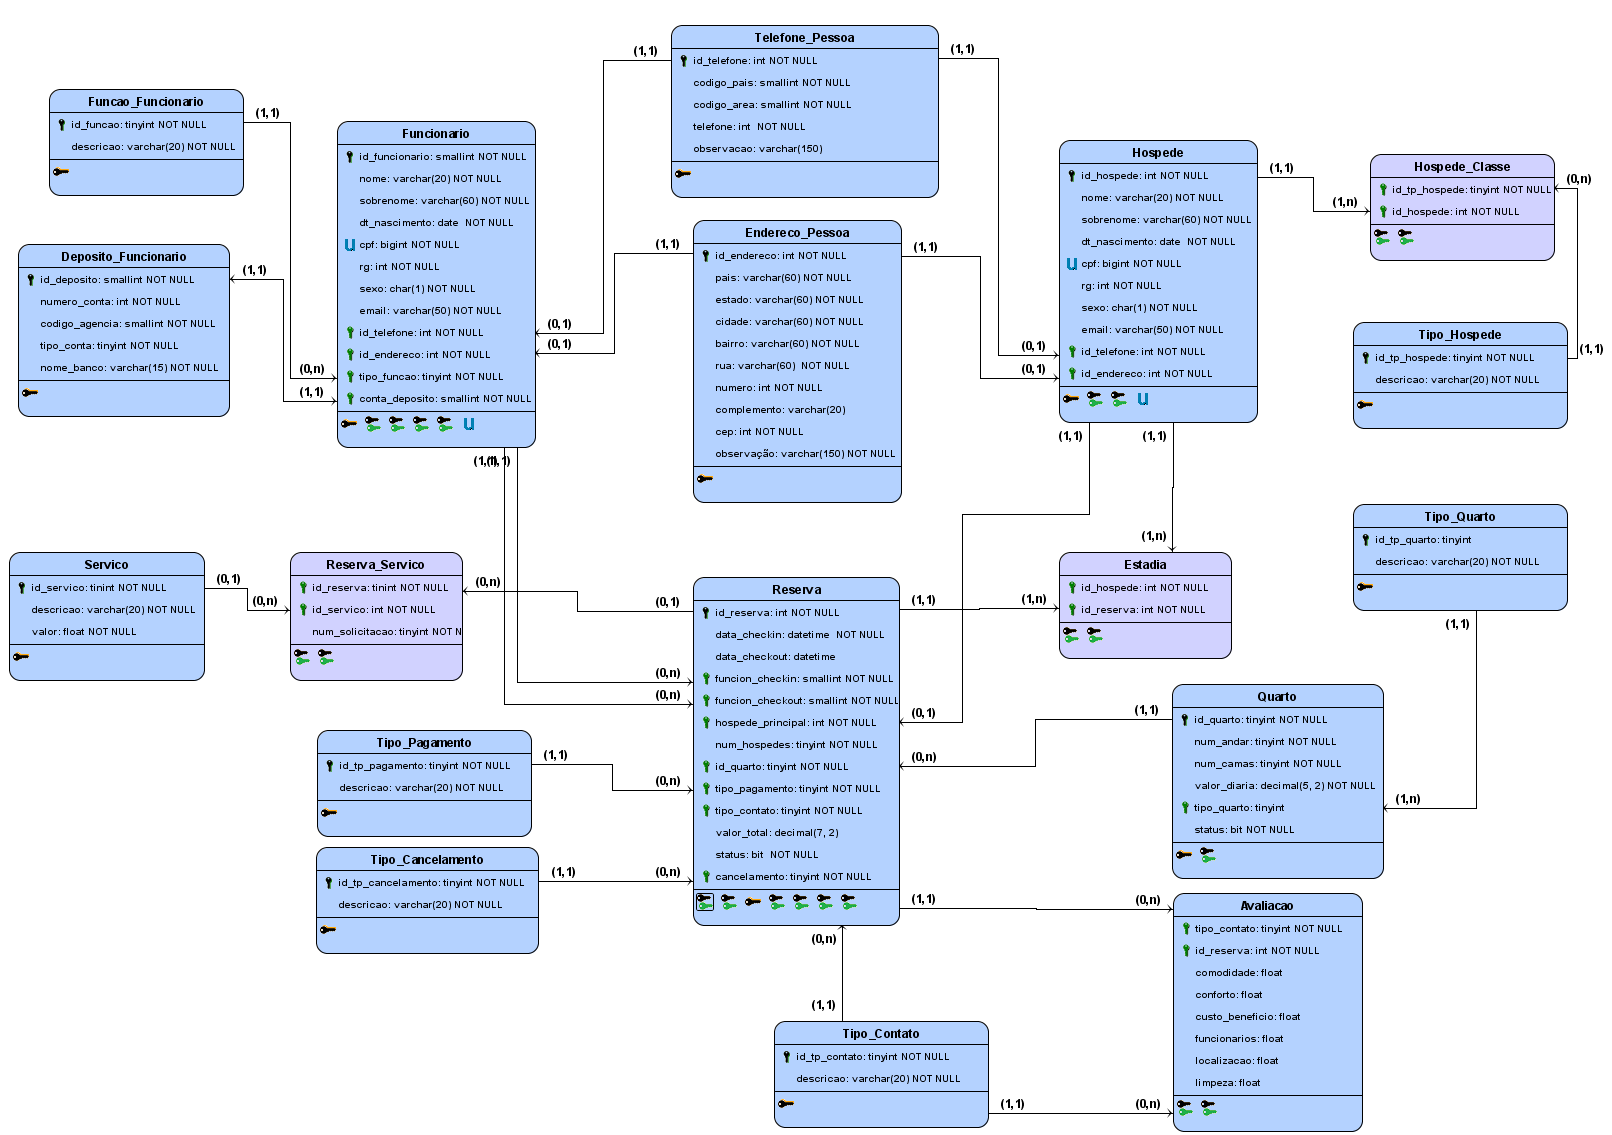 Telefone_Pessoa
id_telefone: int NOT NULL
codigo_pais: smallint NOT NULL
codigo_area: smallint NOT NULL
telefone: int  NOT NULL
observacao: varchar(150)
(1,1)
(1,1)
Funcao_Funcionario
id_funcao: tinyint NOT NULL
descricao: varchar(20) NOT NULL
(1,1)
Funcionario
id_funcionario: smallint NOT NULL
nome: varchar(20) NOT NULL
sobrenome: varchar(60) NOT NULL
dt_nascimento: date  NOT NULL
U cpf: bigint NOT NULL
rg: int NOT NULL
sexo: char(1) NOT NULL
email: varchar(50) NOT NULL
id_telefone: int NOT NULL
id_endereco: int NOT NULL
tipo_funcao: tinyint NOT NULL
conta_deposito: smallint NOT NULL
U
(0,1)
(0,1)
(0,n)
(1,1)
Hospede
id_hospede: int NOT NULL
nome: varchar(20) NOT NULL
sobrenome: varchar(60) NOT NULL
dt_nascimento: date  NOT NULL
U cpf: bigint NOT NULL
rg: int NOT NULL
sexo: char(1) NOT NULL
email: varchar(50) NOT NULL
id_telefone: int NOT NULL
id_endereco: int NOT NULL
U
(1,1)
(0,1)
(0,1)
(1,1)
(1,1)
Hospede_Classe
id_tp_hospede: tinyint NOT NULL
id_hospede: int NOT NULL
(1,n)
(0,n)
Deposito_Funcionario
id_deposito: smallint NOT NULL
numero_conta: int NOT NULL
codigo_agencia: smallint NOT NULL
tipo_conta: tinyint NOT NULL
nome_banco: varchar(15) NOT NULL
(1,1)
Endereco_Pessoa
id_endereco: int NOT NULL
pais: varchar(60) NOT NULL
estado: varchar(60) NOT NULL
cidade: varchar(60) NOT NULL
bairro: varchar(60) NOT NULL
rua: varchar(60)  NOT NULL
numero: int NOT NULL
complemento: varchar(20)
cep: int NOT NULL
observação: varchar(150) NOT NULL
(1,1)
(1,1)
Tipo_Hospede
id_tp_hospede: tinyint NOT NULL
descricao: varchar(20) NOT NULL
(1,1)
(1,1)
Tipo_Quarto
id_tp_quarto: tinyint
descricao: varchar(20) NOT NULL
(1,1)
Servico
id_servico: tinint NOT NULL
descricao: varchar(20) NOT NULL
valor: float NOT NULL
(0,1)
(0,n)
Reserva_Servico
id_reserva: tinint NOT NULL
id_servico: int NOT NULL
num_solicitacao: tinyint NOT N
(0,n)
(0,1)
Estadia
id_hospede: int NOT NULL
id_reserva: int NOT NULL
(1,n)
(1,n)
Reserva
id_reserva: int NOT NULL
data_checkin: datetime  NOT NULL
data_checkout: datetime
funcion_checkin: smallint NOT NULL
funcion_checkout: smallint NOT NULL
hospede_principal: int NOT NULL
num_hospedes: tinyint NOT NULL
id_quarto: tinyint NOT NULL
tipo_pagamento: tinyint NOT NULL
tipo_contato: tinyint NOT NULL
valor_total: decimal(7, 2)
status: bit  NOT NULL
cancelamento: tinyint NOT NULL
(1,1)
(0,n)
(0,n)
(0,1)
(0,n)
(0,n)
(0,n)
(1,1)
(0,n)
Quarto
id_quarto: tinyint NOT NULL
num_andar: tinyint NOT NULL
num_camas: tinyint NOT NULL
valor_diaria: decimal(5, 2) NOT NULL
tipo_quarto: tinyint
status: bit NOT NULL
(1,1)
(1,n)
Tipo_Pagamento
id_tp_pagamento: tinyint NOT NULL
descricao: varchar(20) NOT NULL
(1,1)
Tipo_Cancelamento
id_tp_cancelamento: tinyint NOT NULL
descricao: varchar(20) NOT NULL
(1,1)
Avaliacao
tipo_contato: tinyint NOT NULL
id_reserva: int NOT NULL
comodidade: float
conforto: float
custo_beneficio: float
funcionarios: float
localizacao: float
limpeza: float
(0,n)
(0,n)
Tipo_Contato
id_tp_contato: tinyint NOT NULL
descricao: varchar(20) NOT NULL
(1,1)
(1,1)